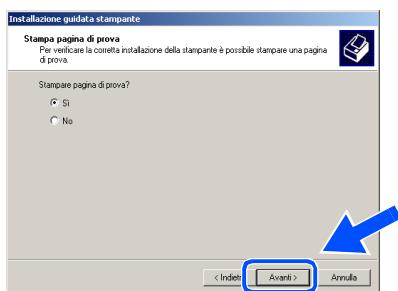 Installazione guidata stampante
Stampa pagina di prova
Per verificare la corretta installazione della stampante è possibile stampare una pagina
di prova.
Stampare pagina di prova?
Sì
No
< Indietr Avanti > Annulla